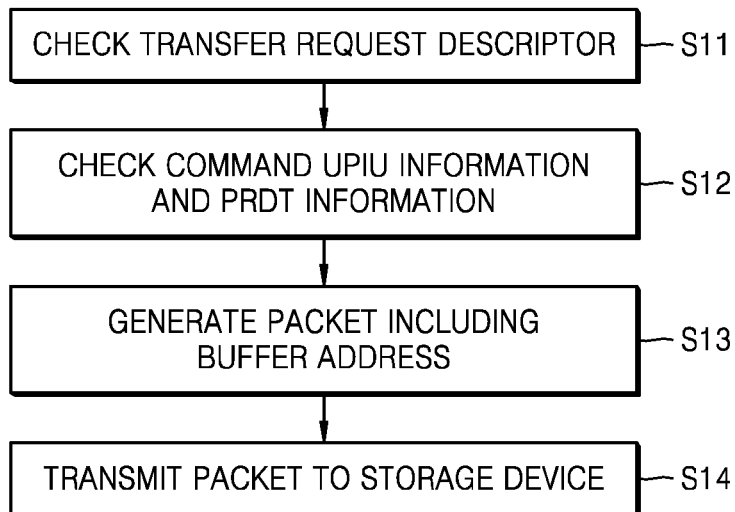 CHECK TRANSFER REQUEST DESCRIPTOR S11
CHECK COMMAND UPIU INFORMATION
AND PRDT INFORMATION
S12
GENERATE PACKET INCLUDING
BUFFER ADDRESS
S13
TRANSMIT PACKET TO STORAGE DEVICE S14